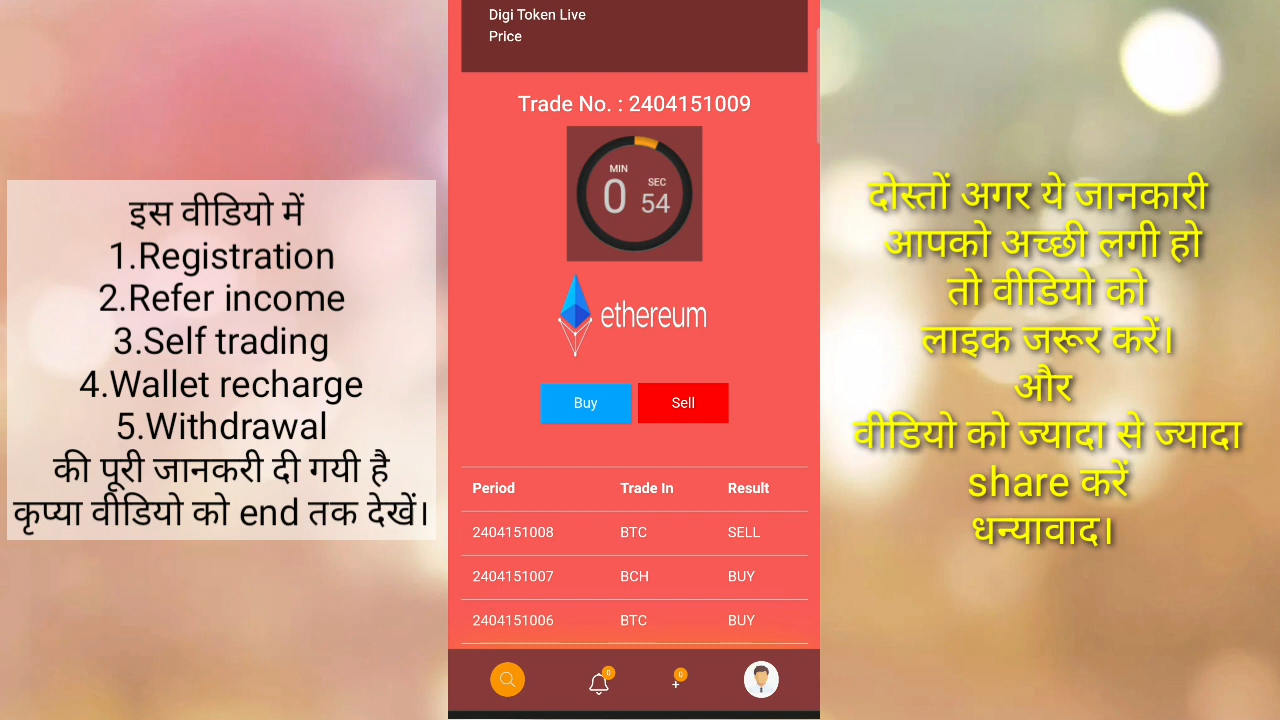 इस वीडियो में
1.Registration
2.Refer income
3.Self trading
4.Wallet recharge
5.Withdrawal
की पूरी जानकरी दी गयी है
कृप्या वीडियो को end तक देखें।
Digi Token Live
Price
Trade No. : 2404151009
MIN
SEC
0
54
ethereum
Buy
Sell
Period Trade In Result
2404151008 BTC SELL
2404151007 BCH BUY
2404151006 BTC BUY
0
0
+
दोस्तों अगर ये जानकारी
आपको अच्छी लगी हो
तो वीडियो को
लाइक जरूर करें।
और
वीडियो को ज्यादा से ज्यादा
share करें
धन्यावाद।